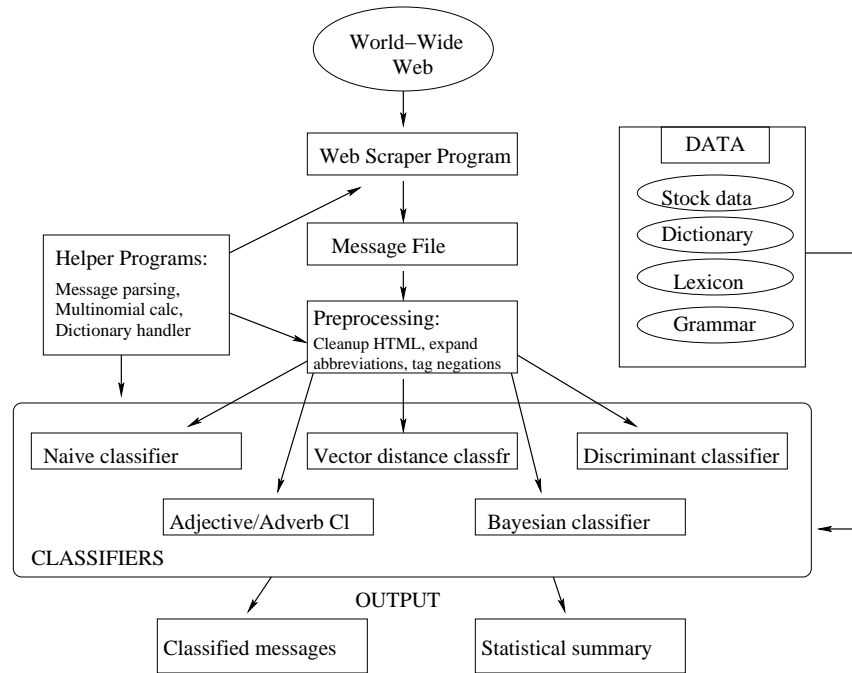 World−Wide
Web
Web Scraper Program
Message File
Helper Programs:
Message parsing,
Multinomial calc,
Dictionary handler
Preprocessing:
Cleanup HTML, expand
abbreviations, tag negations
DATA
Stock data
Dictionary
Lexicon
Grammar
Naive classifier
Vector distance classfr
Discriminant classifier
Adjective/Adverb Cl
Bayesian classifier
CLASSIFIERS
OUTPUT
Classified messages
Statistical summary